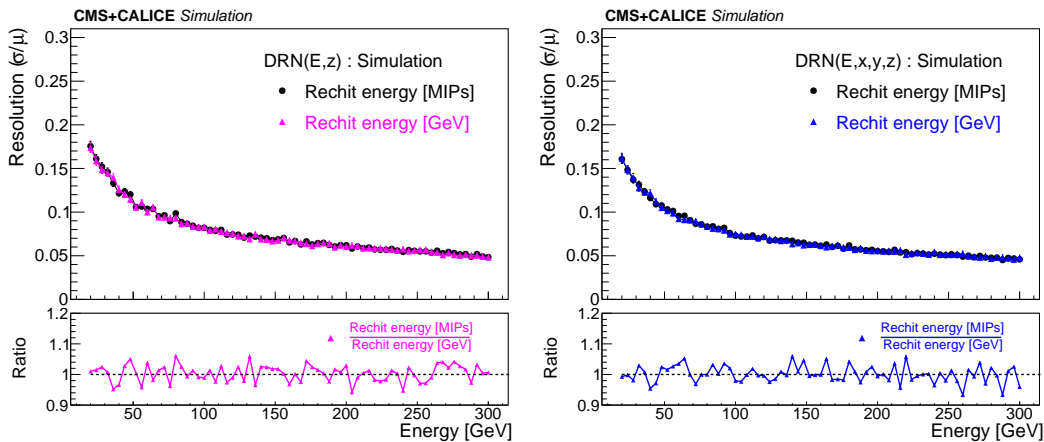 CMS+CALICE Simulation
Resolution (σ/μ)
0.3
0.25
0.2
0.15
0.1
0.05
0
DRN(E,z) : Simulation
Rechit energy [MIPs]
Rechit energy [GeV]
Ratio
1.2
1.1
1
0.9
Rechit energy [MIPs]
Rechit energy [GeV]
50 100 150 200 250 300
Energy [GeV]
CMS+CALICE Simulation
Resolution (σ/μ)
0.3
0.25
0.2
0.15
0.1
0.05
0
DRN(E,x,y,z) : Simulation
Rechit energy [MIPs]
Rechit energy [GeV]
Ratio
1.2
1.1
1
0.9
Rechit energy [MIPs]
Rechit energy [GeV]
50 100 150 200 250 300
Energy [GeV]